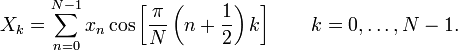 X_k = \sum_{n=0}^{N-1} x_n \cos \left[ \frac{\pi}{N} \left( n + \frac{1}{2} \right) k \right] \qquad k = 0, \dots, N - 1.